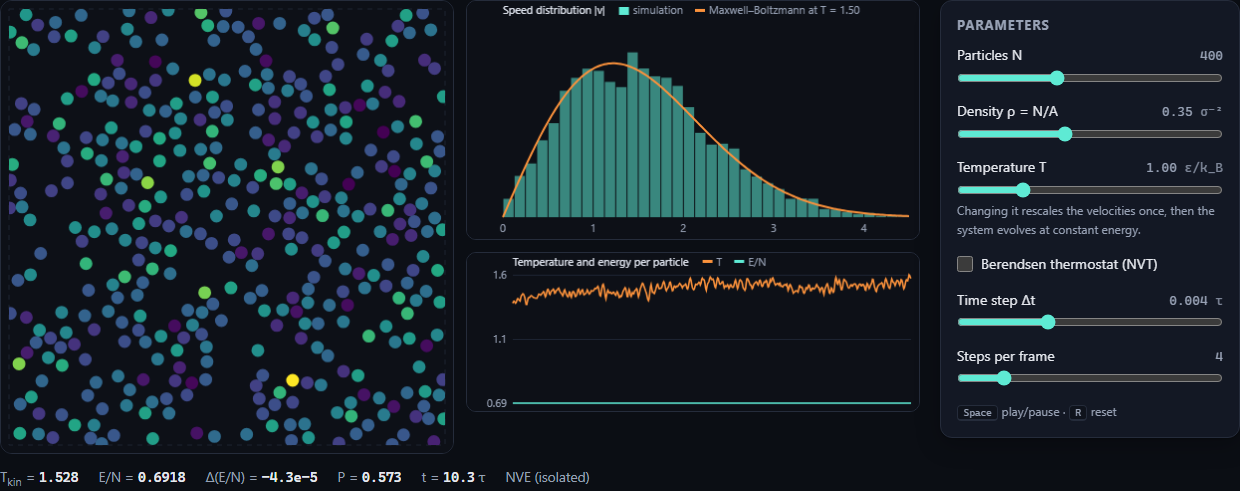 Speed distribution |v| simulation Maxwell–Boltzmann at T = 1.50
0 1 2 3 4
Temperature and energy per particle T E/N
1.6
1.1
0.69
PARAMETERS
Particles N 400
Density ρ = N/A 0.35 σ⁻²
Temperature T 1.00 ε/k_B
Changing it rescales the velocities once, then the
system evolves at constant energy.
Berendsen thermostat (NVT)
Time step Δt 0.004 τ
Steps per frame 4
Space play/pause · R reset
Tkin = 1.528 E/N = 0.6918 Δ(E/N) = −4.3e−5 P = 0.573 t = 10.3 τ NVE (isolated)